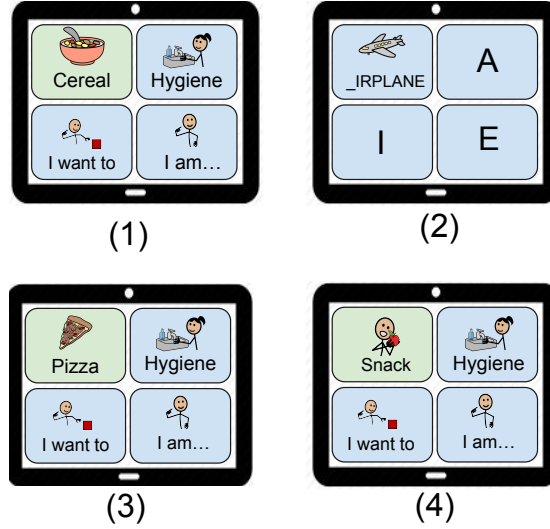 Cereal
Hygiene
I want to
I am...
(1)
_IRPLANE
A
I
E
(2)
Pizza
Hygiene
I want to
I am...
(3)
Snack
Hygiene
I want to
I am...
(4)